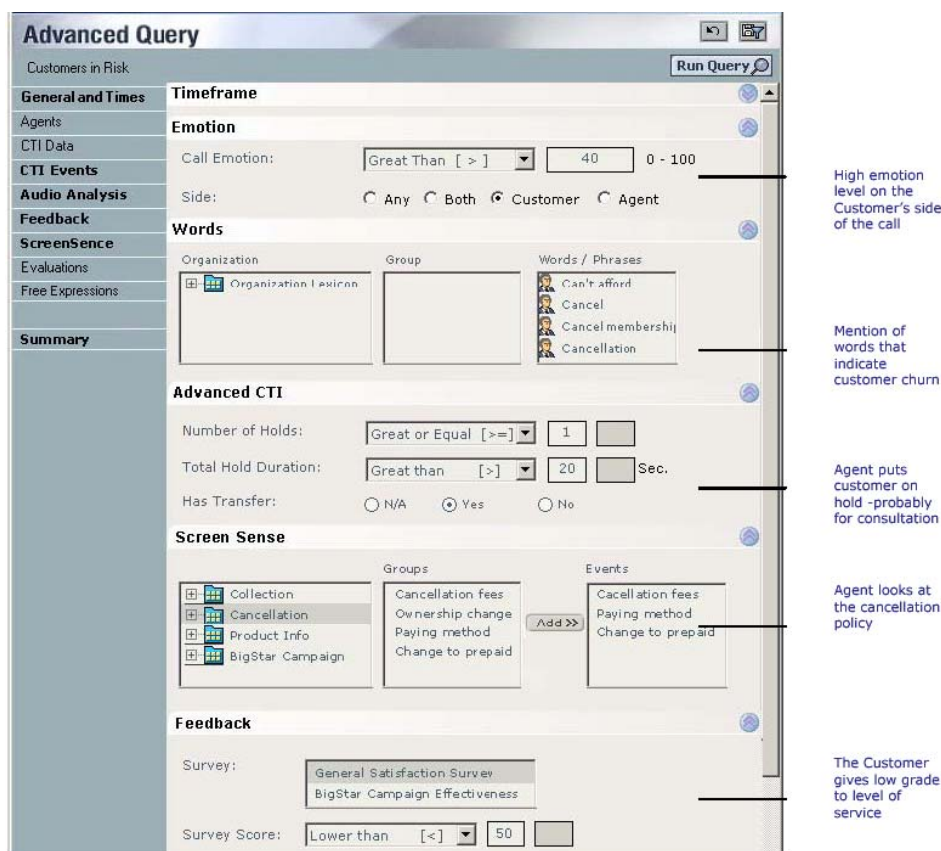 Advanced Query
Customers in Risk
Run Query
General and Times
Agents
CTI Data
CTI Events
Audio Analysis
Feedback
ScreenSence
Evaluations
Free Expressions
Summary
Timeframe
Emotion
Call Emotion: Great Than [ > ] 40 0 - 100
Side: Any Both Customer Agent
Words
Organization Group Words / Phrases
Organization Lexicon
Can't afford
Cancel
Cancel membership
Cancellation
Advanced CTI
Number of Holds: Great or Equal [>=] 1
Total Hold Duration: Great than [>] 20 Sec.
Has Transfer: N/A Yes No
Screen Sense
Groups Events
Collection
Cancellation
Product Info
BigStar Campaign
Cancellation fees
Ownership change
Paying method
Change to prepaid
Add >>
Cacellation fees
Paying method
Change to prepaid
Feedback
Survey:
General Satisfaction Survey
BigStar Campaign Effectiveness
Survey Score: Lower than [<] 50
High emotion
level on the
Customer's side
of the call
Mention of
words that
indicate
customer churn
Agent puts
customer on
hold -probably
for consultation
Agent looks at
the cancellation
policy
The Customer
gives low grade
to level of
service